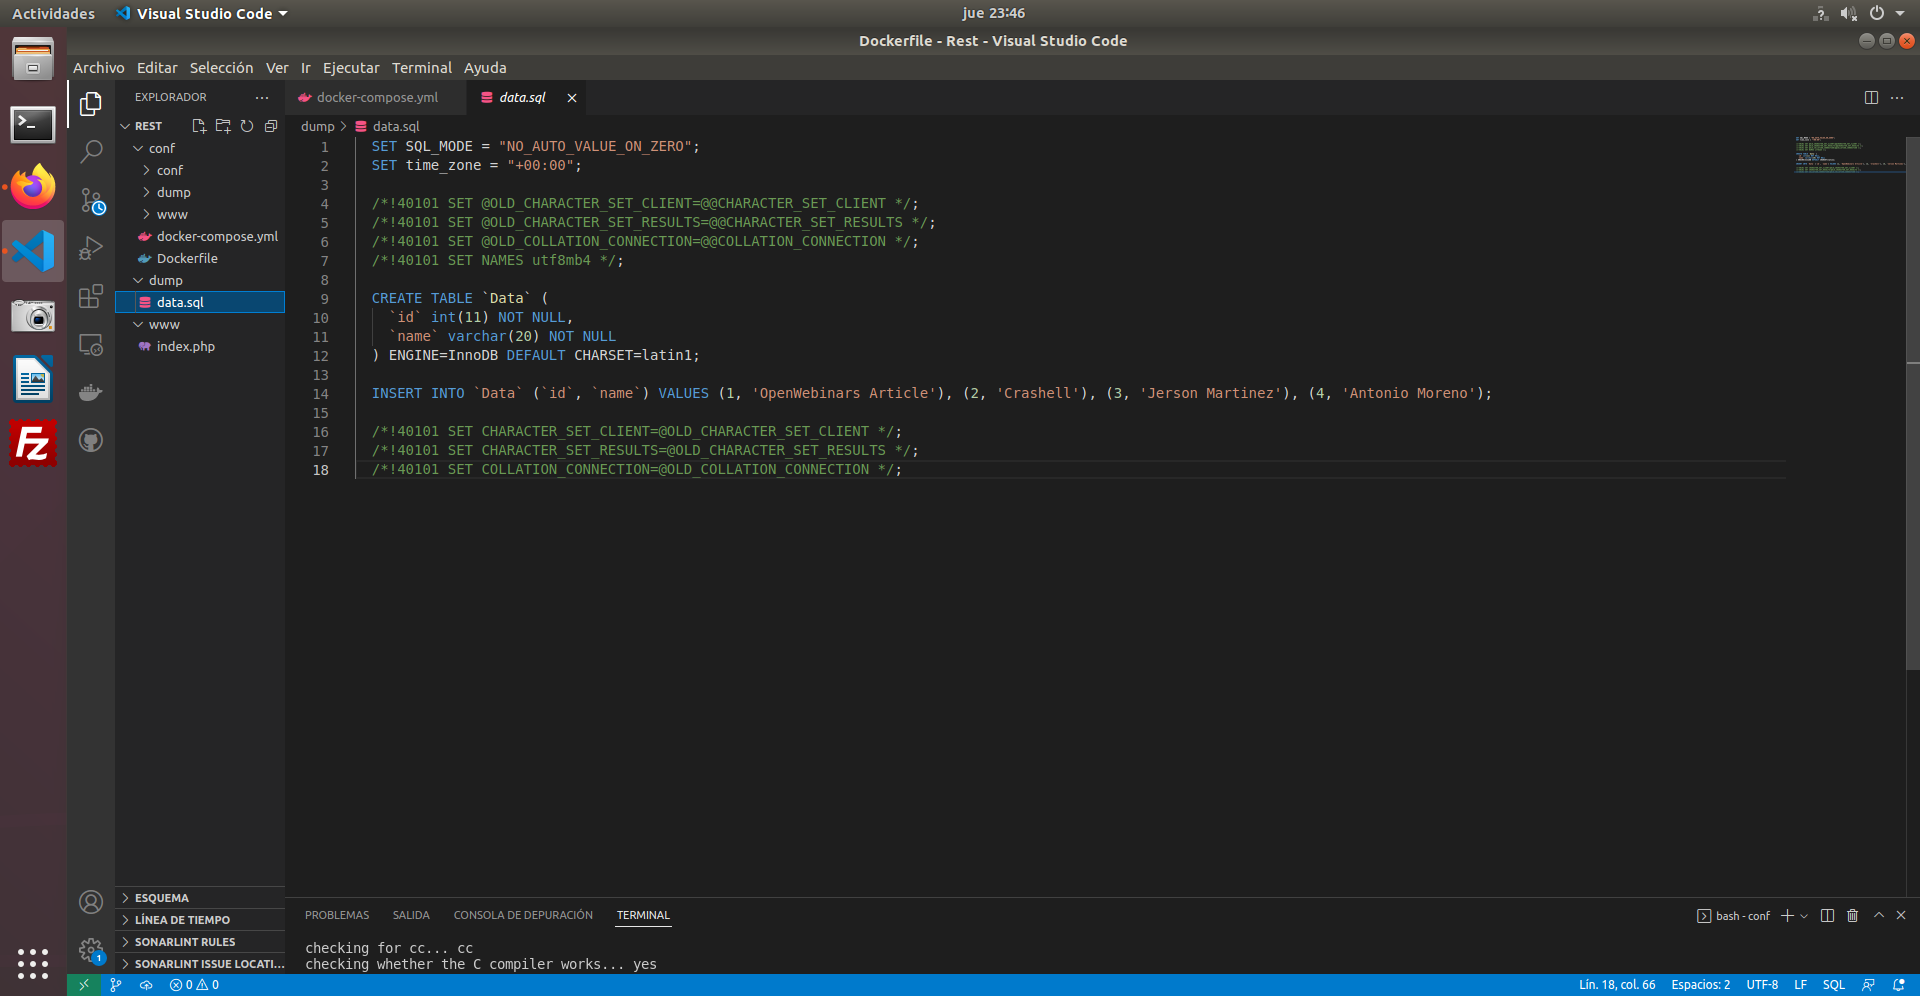 Actividades
Visual Studio Code
jue 23:46
Dockerfile - Rest - Visual Studio Code
Archivo Editar Selección Ver Ir Ejecutar Terminal Ayuda
EXPLORADOR
docker-compose.yml
data.sql
REST
conf
conf
dump
www
docker-compose.yml
Dockerfile
dump
data.sql
www
index.php
dump > data.sql
1 SET SQL_MODE = "NO_AUTO_VALUE_ON_ZERO";
2 SET time_zone = "+00:00";
3
4 /*!40101 SET @OLD_CHARACTER_SET_CLIENT=@@CHARACTER_SET_CLIENT */;
5 /*!40101 SET @OLD_CHARACTER_SET_RESULTS=@@CHARACTER_SET_RESULTS */;
6 /*!40101 SET @OLD_COLLATION_CONNECTION=@@COLLATION_CONNECTION */;
7 /*!40101 SET NAMES utf8mb4 */;
8
9 CREATE TABLE `Data` (
10 `id` int(11) NOT NULL,
11 `name` varchar(20) NOT NULL
12 ) ENGINE=InnoDB DEFAULT CHARSET=latin1;
13
14 INSERT INTO `Data` (`id`, `name`) VALUES (1, 'OpenWebinars Article'), (2, 'Crashell'), (3, 'Jerson Martinez'), (4, 'Antonio Moreno');
15
16 /*!40101 SET CHARACTER_SET_CLIENT=@OLD_CHARACTER_SET_CLIENT */;
17 /*!40101 SET CHARACTER_SET_RESULTS=@OLD_CHARACTER_SET_RESULTS */;
18 /*!40101 SET COLLATION_CONNECTION=@OLD_COLLATION_CONNECTION */;
ESQUEMA
LÍNEA DE TIEMPO
SONARLINT RULES
SONARLINT ISSUE LOCATI...
PROBLEMAS SALIDA CONSOLA DE DEPURACIÓN TERMINAL
bash - conf
checking for cc... cc
checking whether the C compiler works... yes
1
0 0
Lín. 18, col. 66 Espacios: 2 UTF-8 LF SQL